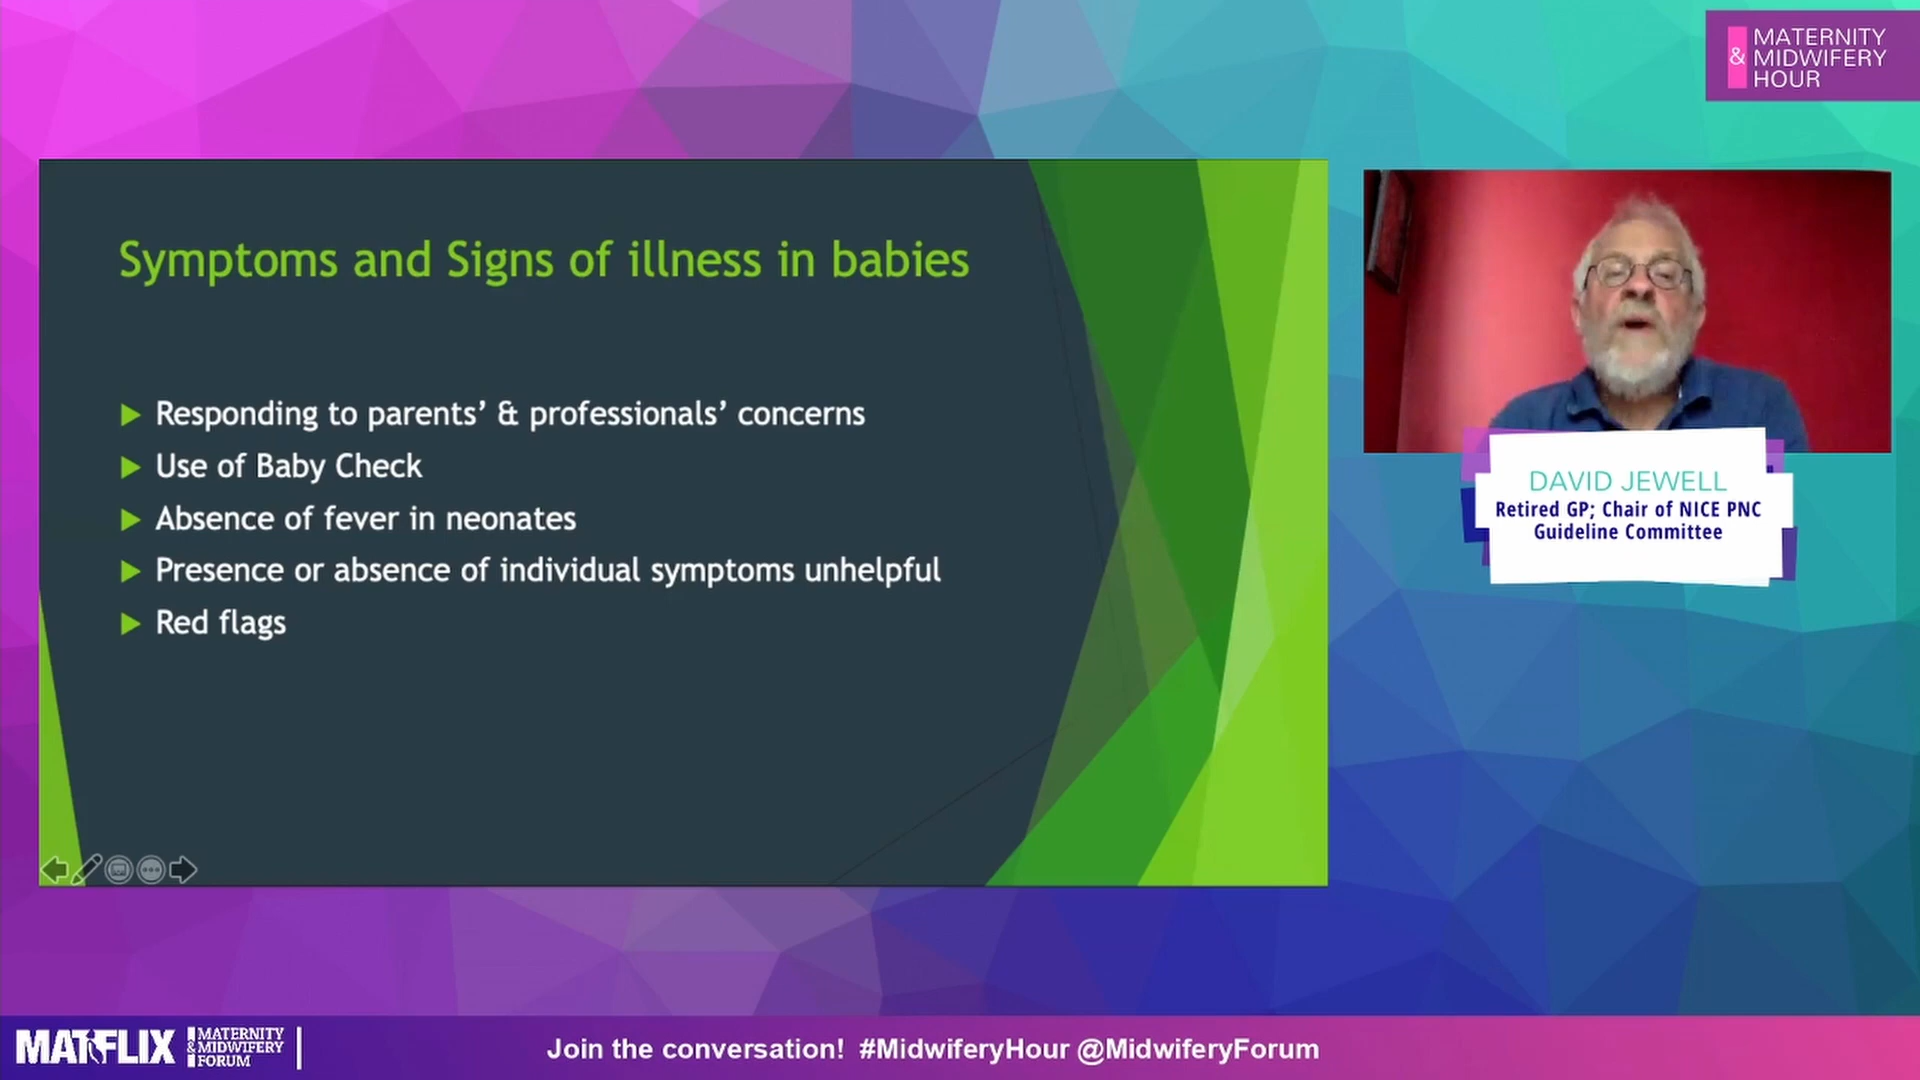 &
MATERNITY
MIDWIFERY
HOUR
Symptoms and Signs of illness in babies
Responding to parents’ & professionals’ concerns
Use of Baby Check
Absence of fever in neonates
Presence or absence of individual symptoms unhelpful
Red flags
DAVID JEWELL
Retired GP; Chair of NICE PNC
Guideline Committee
MATFLIX
MATERNITY
& MIDWIFERY
FORUM
Join the conversation! #MidwiferyHour @MidwiferyForum